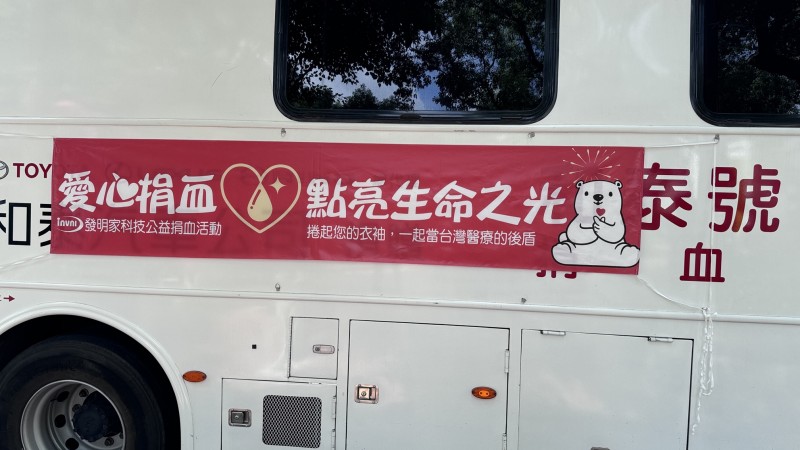 TOY
愛心捐血 點亮生命之光
invni 發明家科技公益捐血活動
捲起您的衣袖，一起當台灣醫療的後盾
和泰號
血